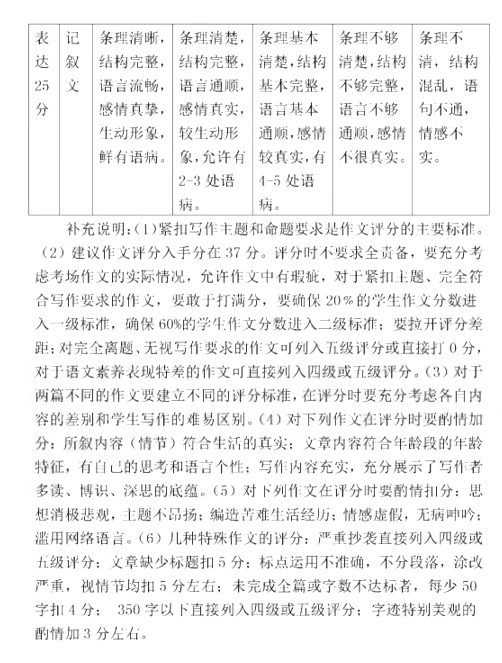 表达25分
记叙文
条理清晰，结构完整，语言流畅，感情真挚，生动形象，鲜有语病。
条理清楚，结构完整，语言通顺，感情真实，较生动形象，允许有2-3处语病。
条理基本清楚，结构基本完整，语言基本通顺，感情较真实，有4-5处语病。
条理不够清楚，结构不够完整，语言不够通顺，感情不很真实。
条理不清，结构混乱，语句不通，情感不实。
补充说明：（1）紧扣写作主题和命题要求是作文评分的主要标准。
（2）建议作文评分入手分在37分。评分时不要求全责备，要充分考
虑考场作文的实际情况，允许作文中有瑕疵，对于紧扣主题、完全符
合写作要求的作文，要敢于打满分，要确保20%的学生作文分数进
入一级标准，确保60%的学生作文分数进入二级标准；要拉开评分差
距；对完全离题、无视写作要求的作文可列入五级评分或直接打0分，
对于语文素养表现特差的作文可直接列入四级或五级评分。（3）对于
两篇不同的作文要建立不同的评分标准，在评分时要充分考虑各自内
容的差别和学生写作的难易区别。（4）对下列作文在评分时要酌情加
分：所叙内容（情节）符合生活的真实；文章内容符合年龄段的年龄
特征，有自己的思考和语言个性；写作内容充实，充分展示了写作者
多读、博识、深思的底蕴。（5）对下列作文在评分时要酌情扣分：思
想消极悲观，主题不昂扬；编造苦难生活经历；情感虚假，无病呻吟；
滥用网络语言。（6）几种特殊作文的评分：严重抄袭直接列入四级或
五级评分；文章缺少标题扣5分；标点运用不准确，不分段落，涂改
严重，视情节均扣5分左右；未完成全篇或字数不达标者，每少50
字扣4分； 350字以下直接列入四级或五级评分；字迹特别美观的
酌情加3分左右。